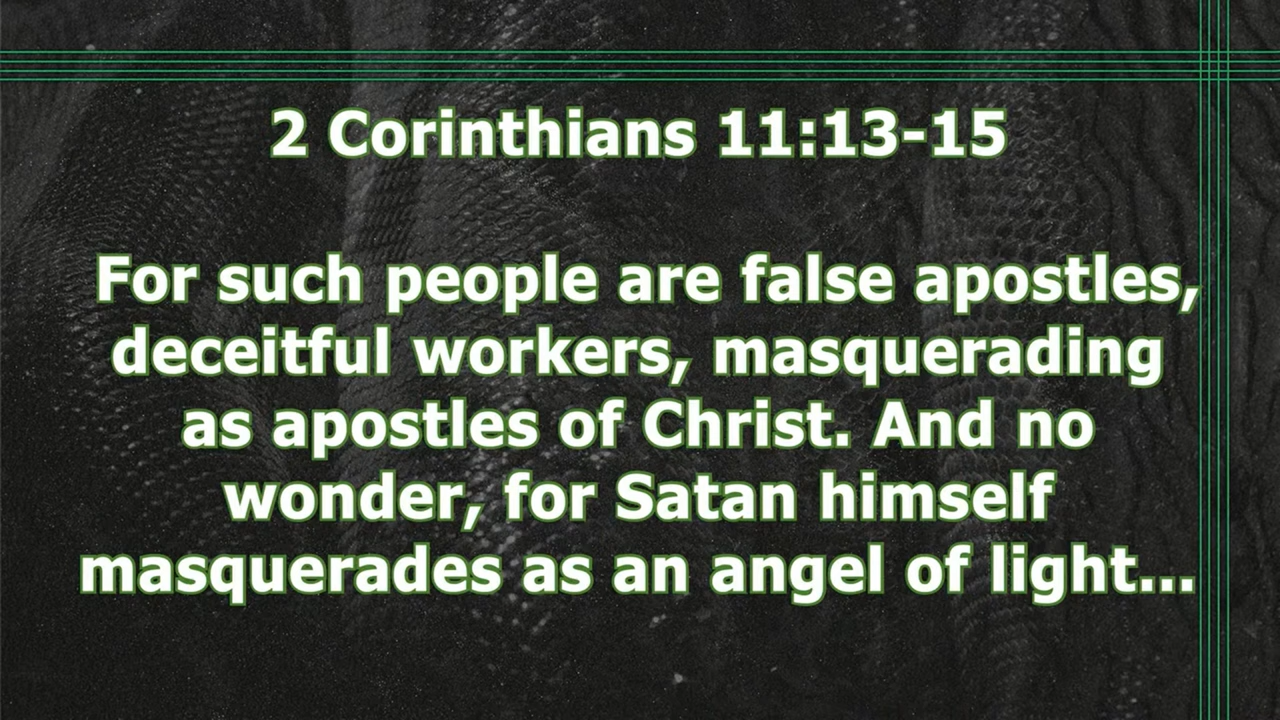 2 Corinthians 11:13-15
For such people are false apostles,
deceitful workers, masquerading
as apostles of Christ. And no
wonder, for Satan himself
masquerades as an angel of light...